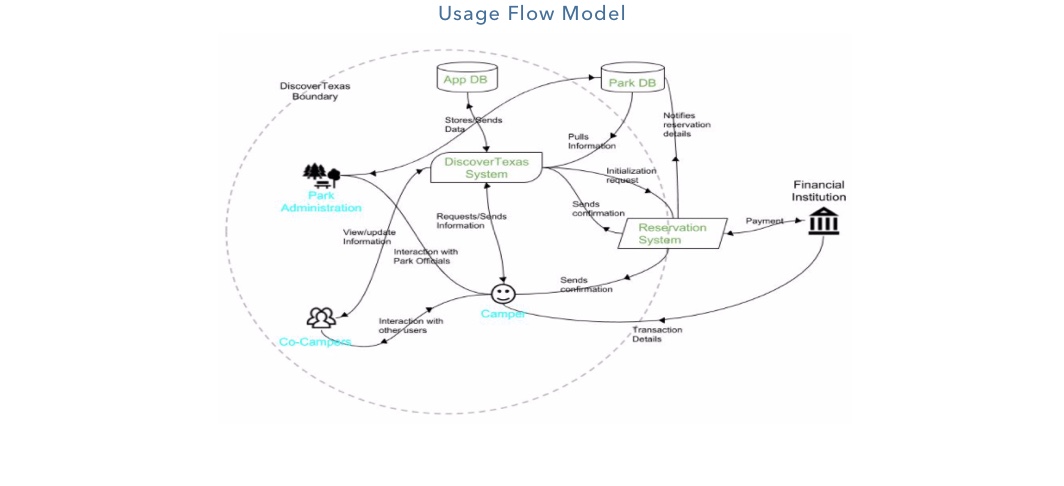 Usage Flow Model
DiscoverTexas
Boundary
App DB
Park DB
Stores/Sends
Data
Notifies
reservation
details
Pulls
Information
DiscoverTexas
System
Initialization
request
Park
Administration
Financial
Institution
Sends
confirmation
Requests/Sends
Information
Reservation
System
Payment
View/update
Information
Interaction with
Park Officials
Sends
confirmation
Camper
Interaction with
other users
Co-Campers
Transaction
Details